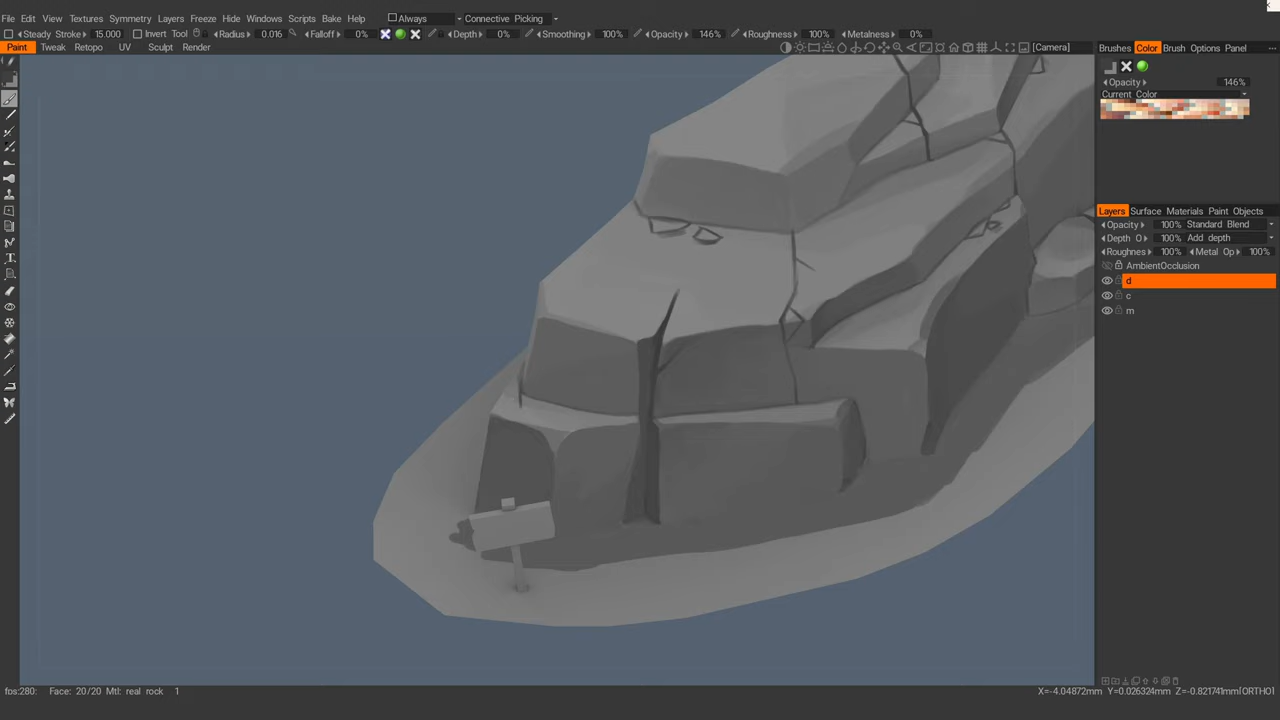 File Edit View Textures Symmetry Layers Freeze Hide Windows Scripts Bake Help Always Connective Picking
Steady Stroke 15.000 Invert Tool Radius 0.016 Falloff 0% Depth 0% Smoothing 100% Opacity 146% Roughness 100% Metalness 0%
Paint Tweak Retopo UV Sculpt Render [Camera] Brushes Color Brush Options Panel
Opacity 146%
Current Color
Layers Surface Materials Paint Objects
Opacity 100% Standard Blend
Depth O 100% Add depth
Roughness 100% Metal Op 100%
AmbientOcclusion
d
c
m
fps:280: Face: 20/20 Mtl: real rock 1 X=-4.04872mm Y=0.026324mm Z=-0.821741mm[ORTHO]